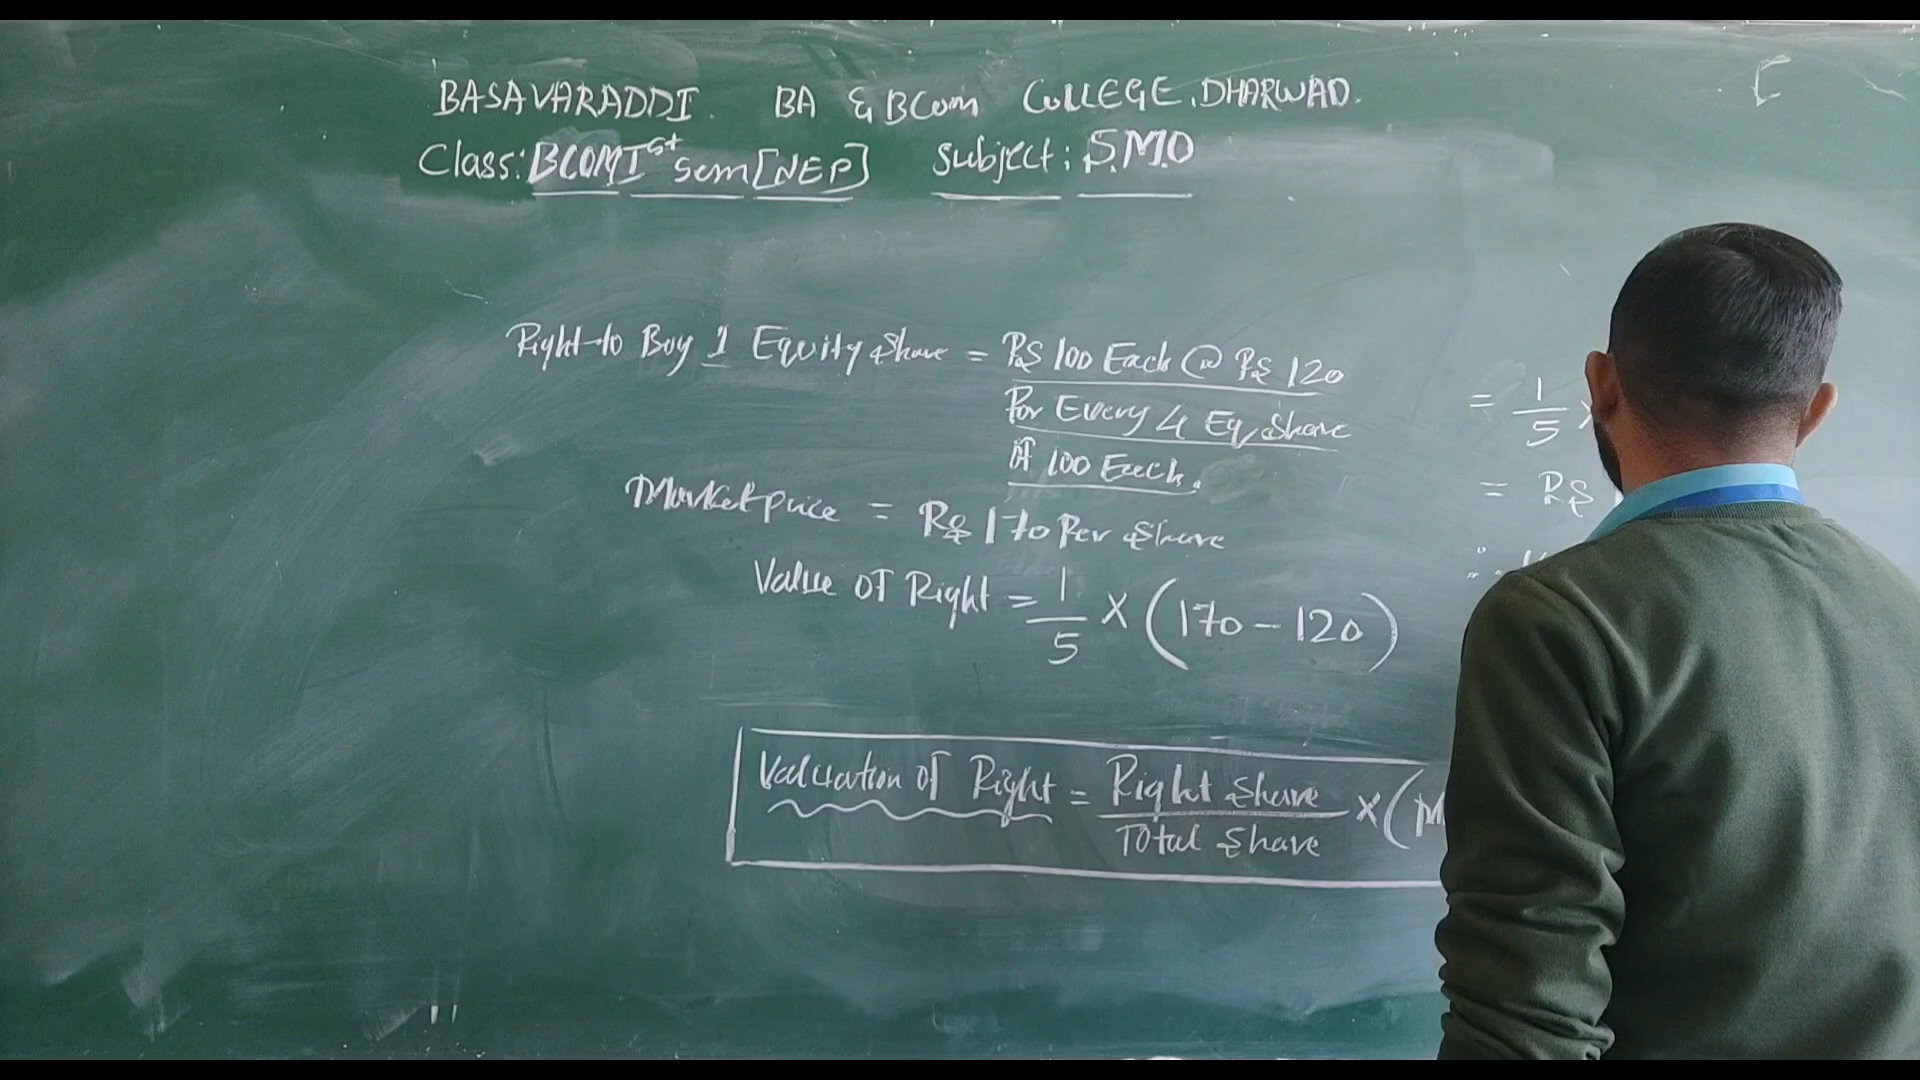 BASAVARADDI. BA & BCom COLLEGE, DHARWAD.
Class: BCOM Ist Sem [NEP] Subject: S.M.O
Right to Buy 1 Equity Share = Rs 100 Each @ Rs 120
For Every 4 Eq Share
of 100 Each.
Market price = Rs 170 Per Share
Value of Right = 1/5 X (170 - 120)
Valuation of Right = Right Share / Total Share X (M
= 1/5 X
= Rs
∴